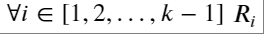 ∀i ∈ [1, 2, …, k − 1] R_i